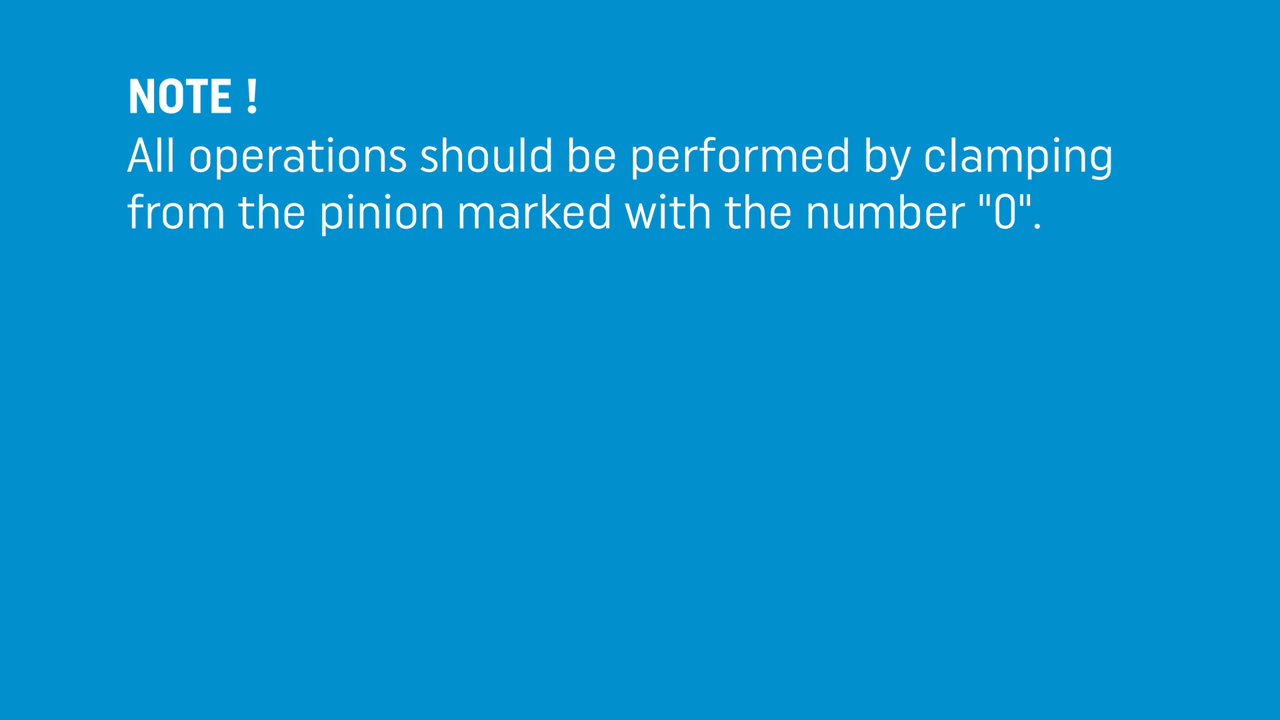 NOTE !
All operations should be performed by clamping
from the pinion marked with the number "0".